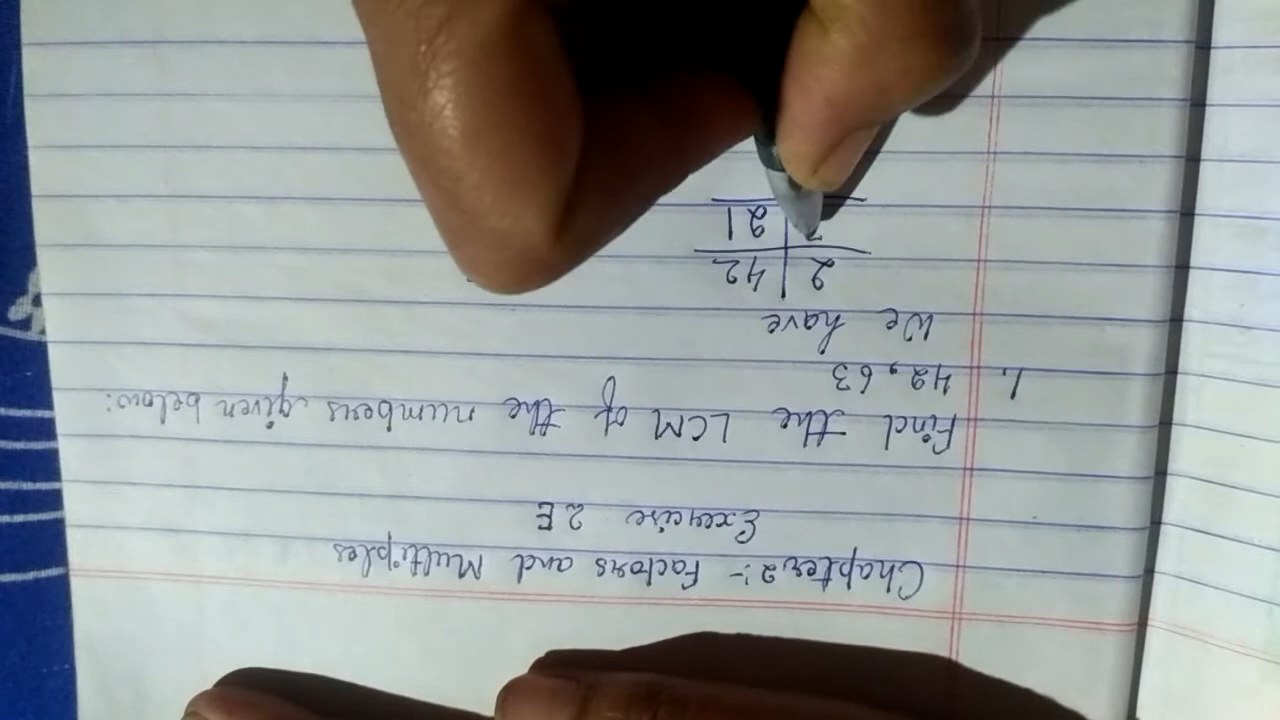 Chapter 2:- Factors and Multiples
Exercise 2E
Find the LCM of the numbers given below:
1. 42, 63
We have
2 | 42
21